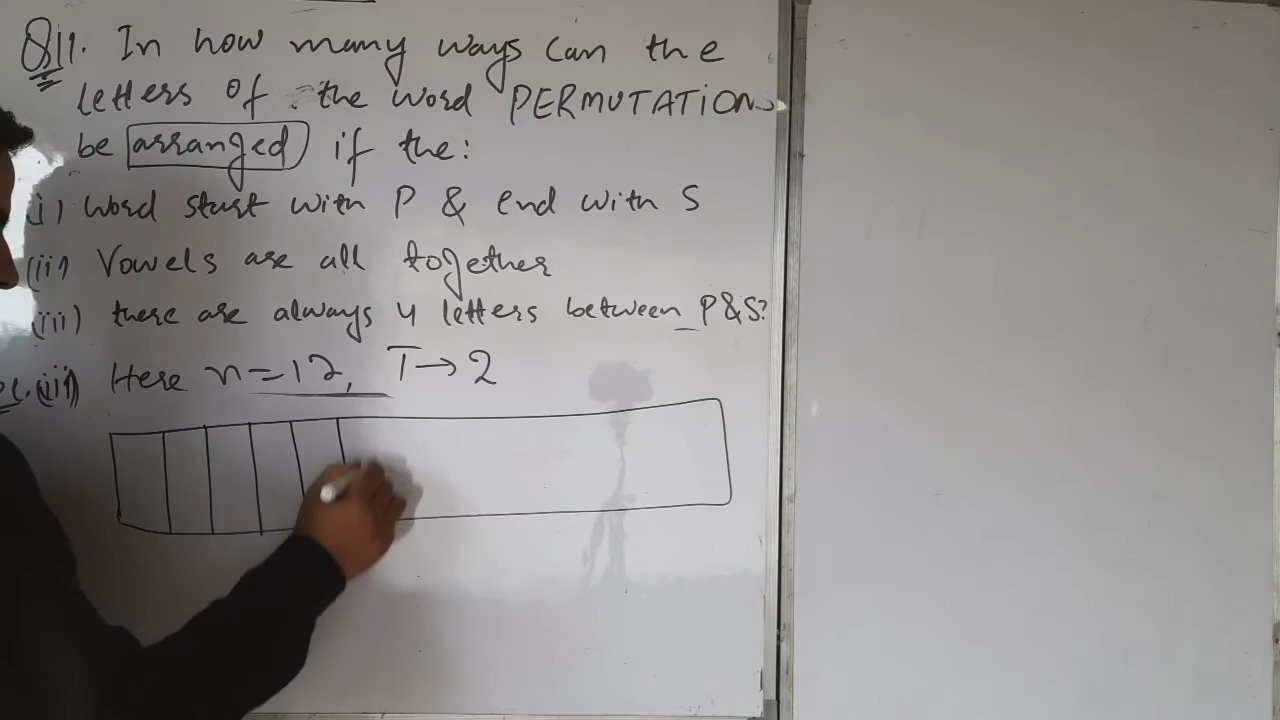 Q11. In how many ways can the
letters of the word PERMUTATIONS
be arranged if the:
(i) Word start with P & end with S
(ii) Vowels are all together
(iii) there are always 4 letters between P&S?
(iii) Here n=12, T→2